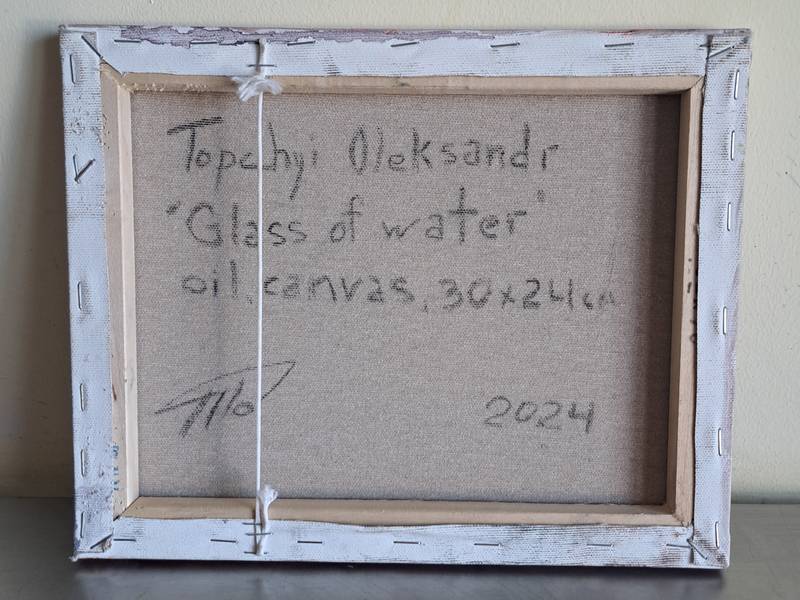 Topchyi Oleksandr
"Glass of water"
oil, canvas, 30x24cm
2024